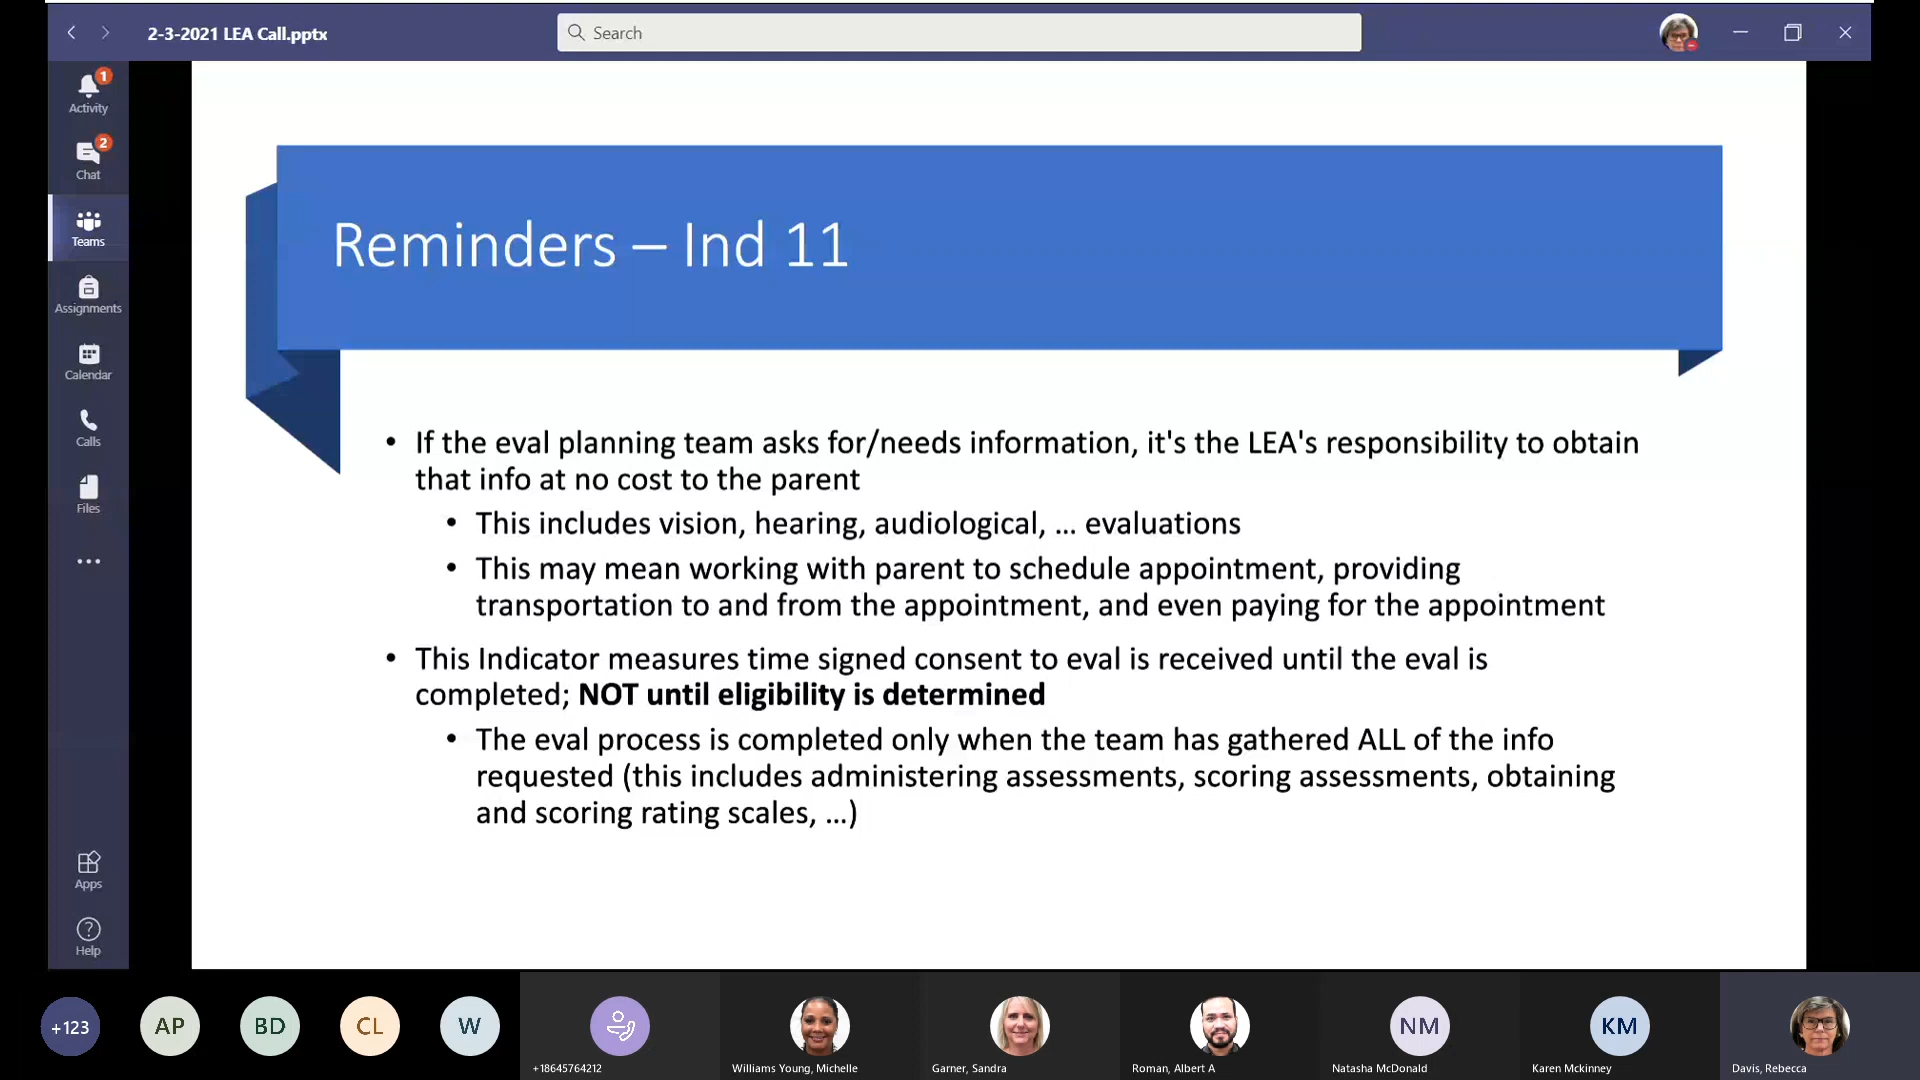 2-3-2021 LEA Call.pptx
Search
1
Activity
2
Chat
Teams
Assignments
Calendar
Calls
Files
Apps
Help
Reminders – Ind 11
• If the eval planning team asks for/needs information, it's the LEA's responsibility to obtain
that info at no cost to the parent
• This includes vision, hearing, audiological, … evaluations
• This may mean working with parent to schedule appointment, providing
transportation to and from the appointment, and even paying for the appointment
• This Indicator measures time signed consent to eval is received until the eval is
completed; NOT until eligibility is determined
• The eval process is completed only when the team has gathered ALL of the info
requested (this includes administering assessments, scoring assessments, obtaining
and scoring rating scales, …)
+123
AP
BD
CL
W
NM
KM
+18645764212
Williams Young, Michelle
Garner, Sandra
Roman, Albert A
Natasha McDonald
Karen Mckinney
Davis, Rebecca